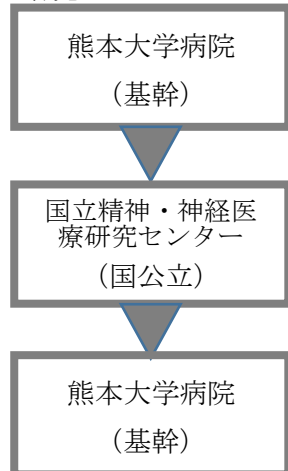 熊本大学病院
（基幹）
国立精神・神経医
療研究センター
（国公立）
熊本大学病院
（基幹）